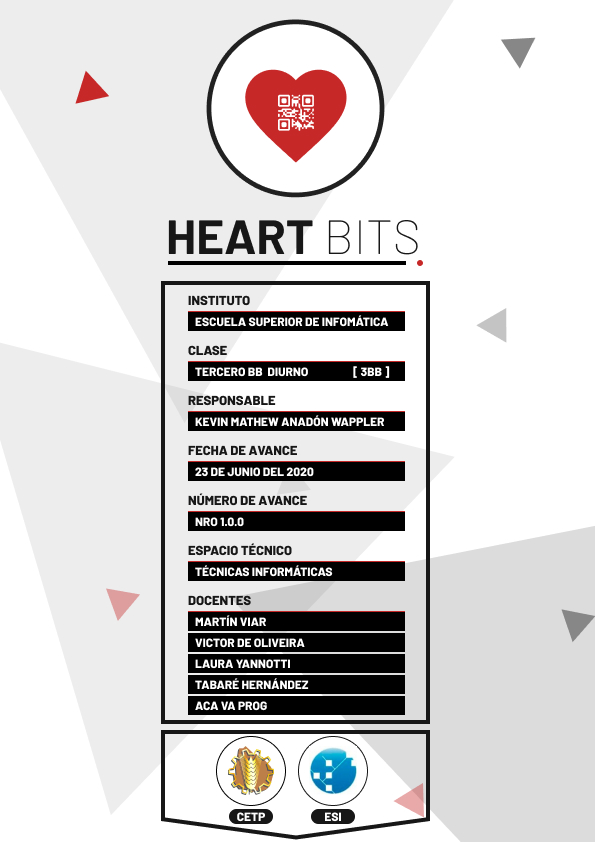 HEART BITS
INSTITUTO
ESCUELA SUPERIOR DE INFOMÁTICA
CLASE
TERCERO BB DIURNO [ 3BB ]
RESPONSABLE
KEVIN MATHEW ANADÓN WAPPLER
FECHA DE AVANCE
23 DE JUNIO DEL 2020
NÚMERO DE AVANCE
NRO 1.0.0
ESPACIO TÉCNICO
TÉCNICAS INFORMÁTICAS
DOCENTES
MARTÍN VIAR
VICTOR DE OLIVEIRA
LAURA YANNOTTI
TABARÉ HERNÁNDEZ
ACA VA PROG
CETP ESI